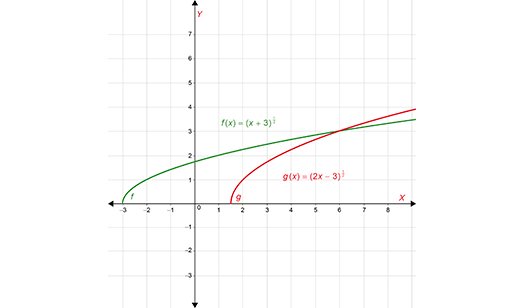 Y
7
6
5
4
f(x) = (x + 3)^½
3
2
g(x) = (2x − 3)^½
1
f
g
X
−3 −2 −1 0 1 2 3 4 5 6 7 8
−1
−2
−3